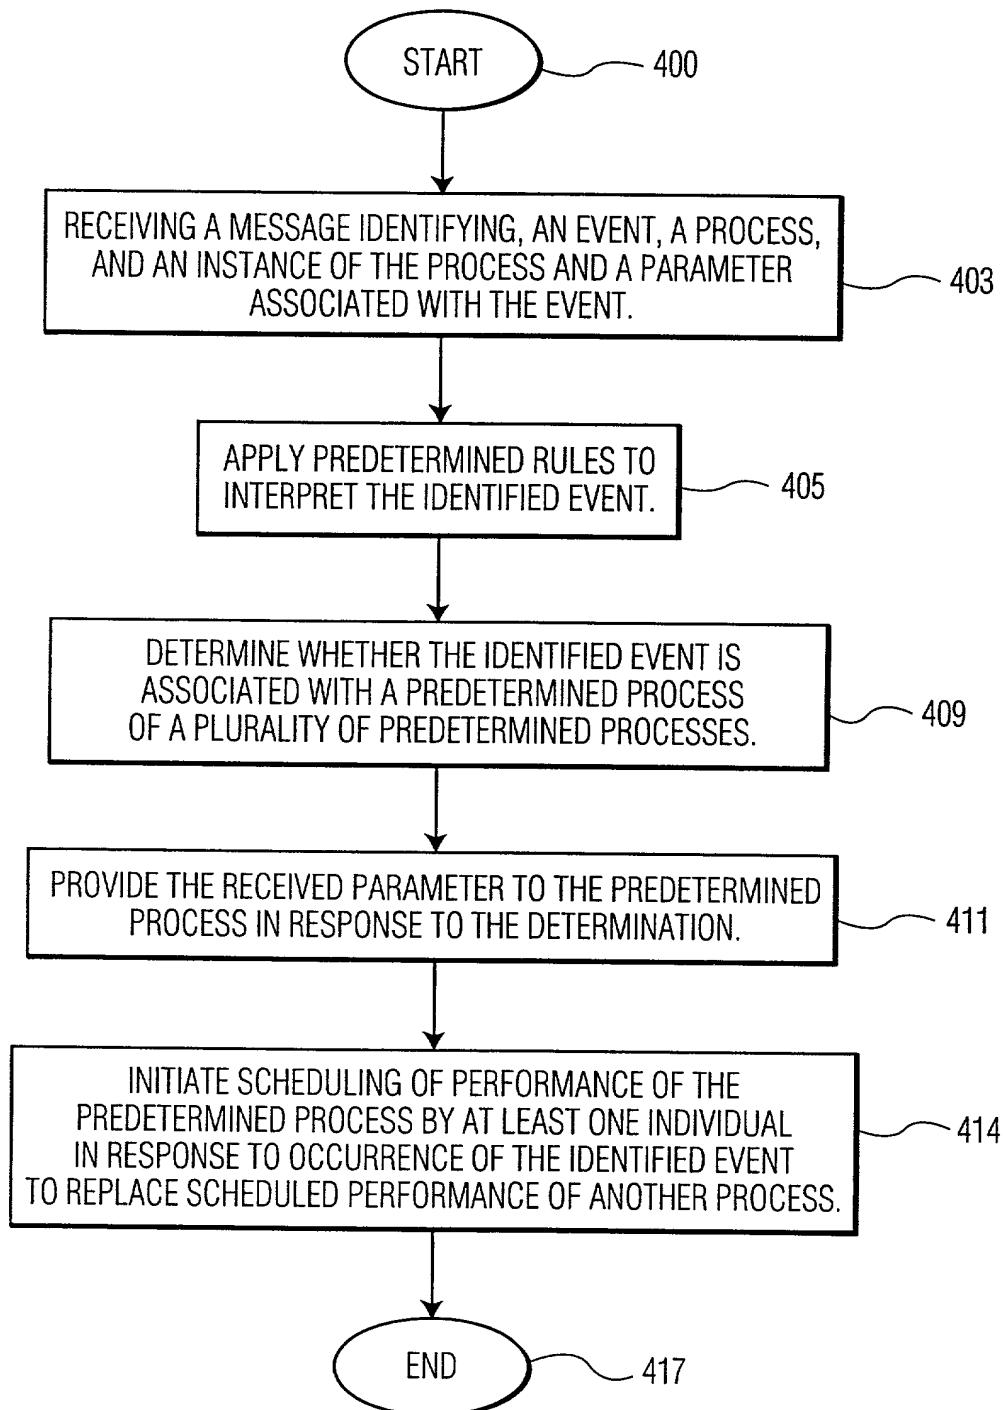 START
400
RECEIVING A MESSAGE IDENTIFYING, AN EVENT, A PROCESS,
AND AN INSTANCE OF THE PROCESS AND A PARAMETER
ASSOCIATED WITH THE EVENT.
403
APPLY PREDETERMINED RULES TO
INTERPRET THE IDENTIFIED EVENT.
405
DETERMINE WHETHER THE IDENTIFIED EVENT IS
ASSOCIATED WITH A PREDETERMINED PROCESS
OF A PLURALITY OF PREDETERMINED PROCESSES.
409
PROVIDE THE RECEIVED PARAMETER TO THE PREDETERMINED
PROCESS IN RESPONSE TO THE DETERMINATION.
411
INITIATE SCHEDULING OF PERFORMANCE OF THE
PREDETERMINED PROCESS BY AT LEAST ONE INDIVIDUAL
IN RESPONSE TO OCCURRENCE OF THE IDENTIFIED EVENT
TO REPLACE SCHEDULED PERFORMANCE OF ANOTHER PROCESS.
414
END
417